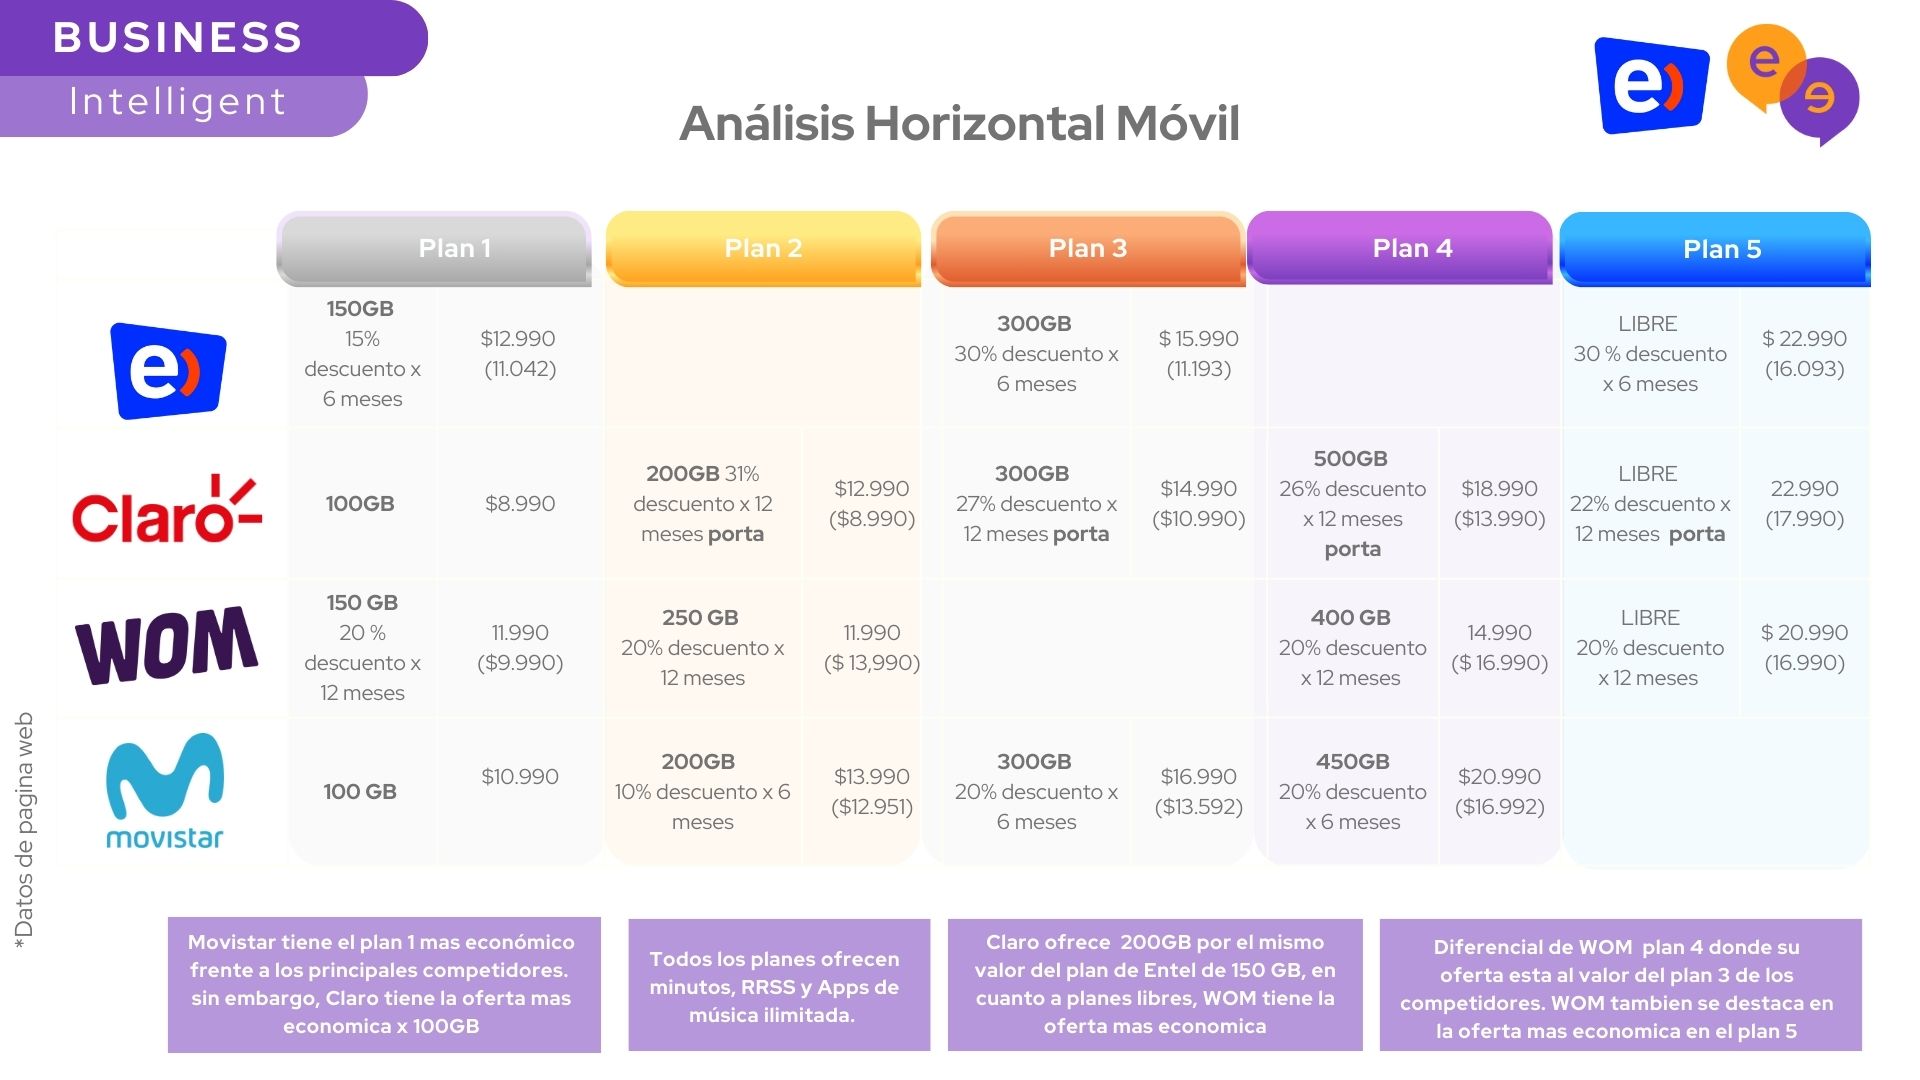 BUSINESS
Intelligent
Análisis Horizontal Móvil
e)
e
e
Plan 1
Plan 2
Plan 3
Plan 4
Plan 5
e)
150GB
15%
descuento x
6 meses
$12.990
(11.042)
300GB
30% descuento x
6 meses
$ 15.990
(11.193)
LIBRE
30 % descuento
x 6 meses
$ 22.990
(16.093)
Claro
100GB
$8.990
200GB 31%
descuento x 12
meses porta
$12.990
($8.990)
300GB
27% descuento x
12 meses porta
$14.990
($10.990)
500GB
26% descuento
x 12 meses
porta
$18.990
($13.990)
LIBRE
22% descuento x
12 meses porta
22.990
(17.990)
WOM
150 GB
20 %
descuento x
12 meses
11.990
($9.990)
250 GB
20% descuento x
12 meses
11.990
($ 13,990)
400 GB
20% descuento
x 12 meses
14.990
($ 16.990)
LIBRE
20% descuento
x 12 meses
$ 20.990
(16.990)
movistar
100 GB
$10.990
200GB
10% descuento x 6
meses
$13.990
($12.951)
300GB
20% descuento x
6 meses
$16.990
($13.592)
450GB
20% descuento
x 6 meses
$20.990
($16.992)
*Datos de pagina web
Movistar tiene el plan 1 mas económico
frente a los principales competidores.
sin embargo, Claro tiene la oferta mas
economica x 100GB
Todos los planes ofrecen
minutos, RRSS y Apps de
música ilimitada.
Claro ofrece 200GB por el mismo
valor del plan de Entel de 150 GB, en
cuanto a planes libres, WOM tiene la
oferta mas economica
Diferencial de WOM plan 4 donde su
oferta esta al valor del plan 3 de los
competidores. WOM tambien se destaca en
la oferta mas economica en el plan 5